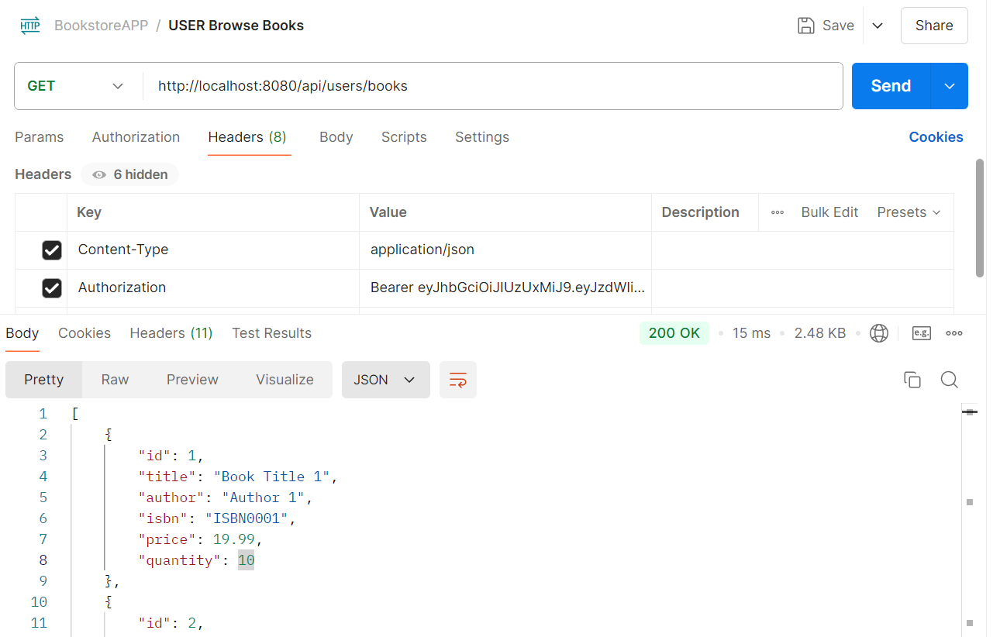 HTTP BookstoreAPP / USER Browse Books Save Share
GET http://localhost:8080/api/users/books Send
Params Authorization Headers (8) Body Scripts Settings Cookies
Headers 6 hidden
Key Value Description Bulk Edit Presets
Content-Type application/json
Authorization Bearer eyJhbGciOiJIUzUxMiJ9.eyJzdWIi...
Body Cookies Headers (11) Test Results 200 OK 15 ms 2.48 KB e.g.
Pretty Raw Preview Visualize JSON
1 [
2 {
3 "id": 1,
4 "title": "Book Title 1",
5 "author": "Author 1",
6 "isbn": "ISBN0001",
7 "price": 19.99,
8 "quantity": 10
9 },
10 {
11 "id": 2,